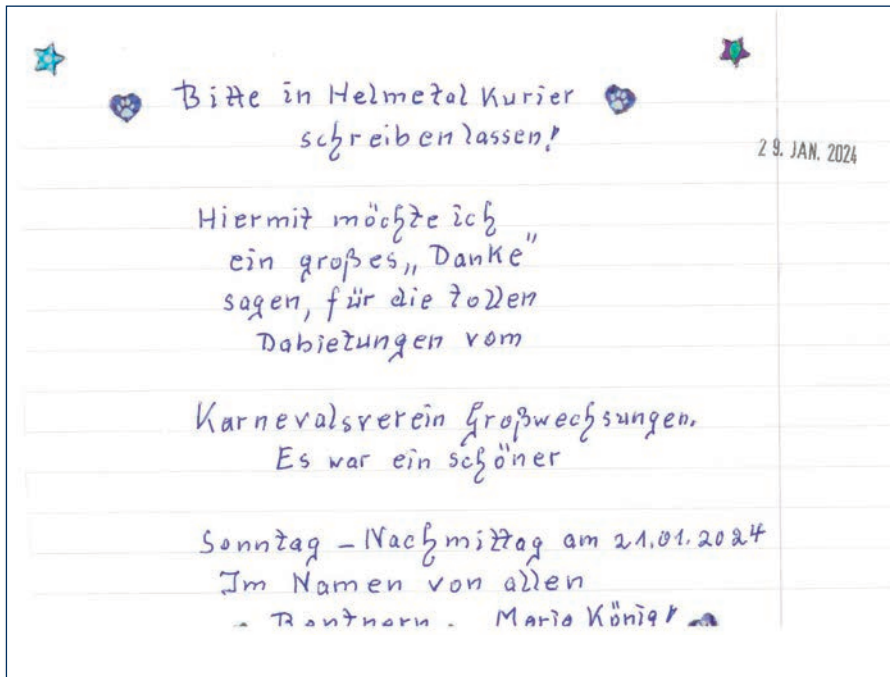 Bitte in Helmetal Kurier
schreiben lassen!
29. JAN. 2024
Hiermit möchte ich
ein großes „Danke"
sagen, für die tollen
Dabietungen vom
Karnevalsverein Großwechsungen.
Es war ein schöner
Sonntag - Nachmittag am 21.01.2024
Im Namen von allen
Rentnern. Maria König!